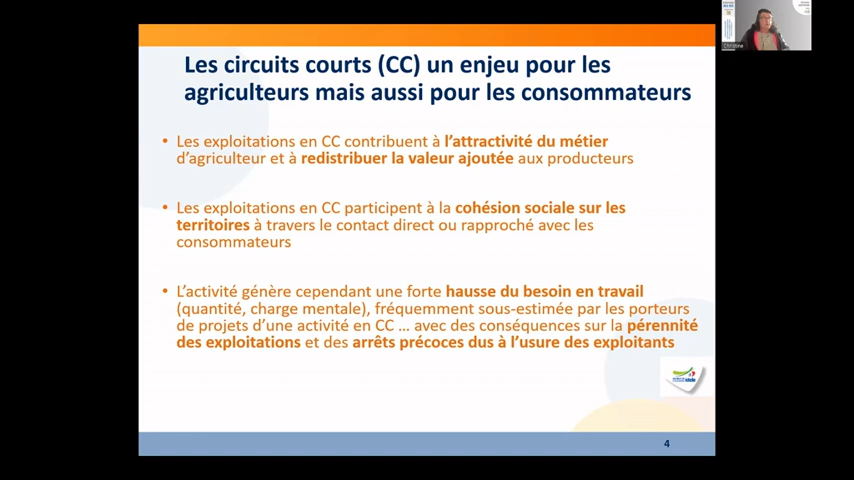 Les circuits courts (CC) un enjeu pour les
agriculteurs mais aussi pour les consommateurs
• Les exploitations en CC contribuent à l'attractivité du métier
d'agriculteur et à redistribuer la valeur ajoutée aux producteurs
• Les exploitations en CC participent à la cohésion sociale sur les
territoires à travers le contact direct ou rapproché avec les
consommateurs
• L'activité génère cependant une forte hausse du besoin en travail
(quantité, charge mentale), fréquemment sous-estimée par les porteurs
de projets d'une activité en CC ... avec des conséquences sur la pérennité
des exploitations et des arrêts précoces dus à l'usure des exploitants
4
Christine